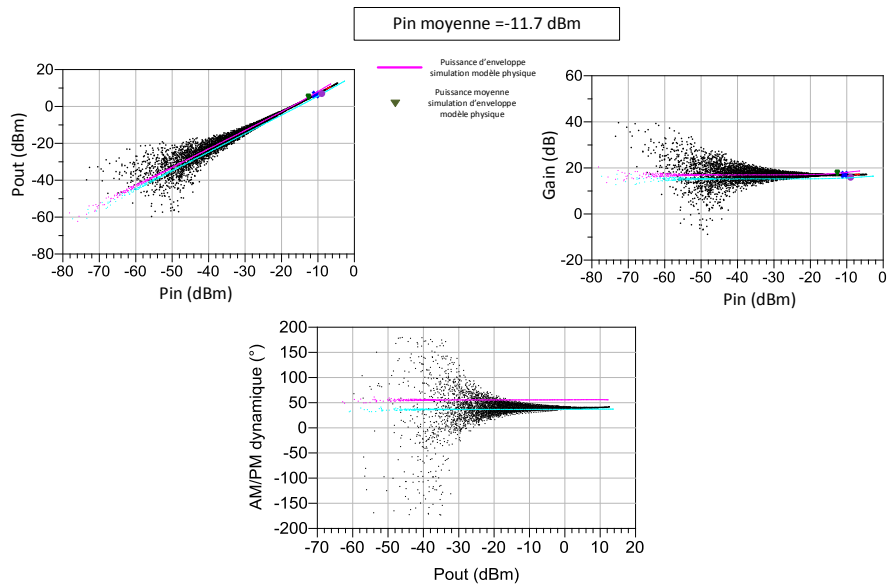 Pin moyenne =-11.7 dBm
Puissance d'enveloppe
simulation modèle physique
Puissance moyenne
simulation d'enveloppe
modèle physique
20
0
-20
-40
-60
-80
Pout (dBm)
-80 -70 -60 -50 -40 -30 -20 -10 0
Pin (dBm)
60
40
20
0
-20
Gain (dB)
-80 -70 -60 -50 -40 -30 -20 -10 0
Pin (dBm)
200
150
100
50
0
-50
-100
-150
-200
AM/PM dynamique (°)
-70 -60 -50 -40 -30 -20 -10 0 10 20
Pout (dBm)